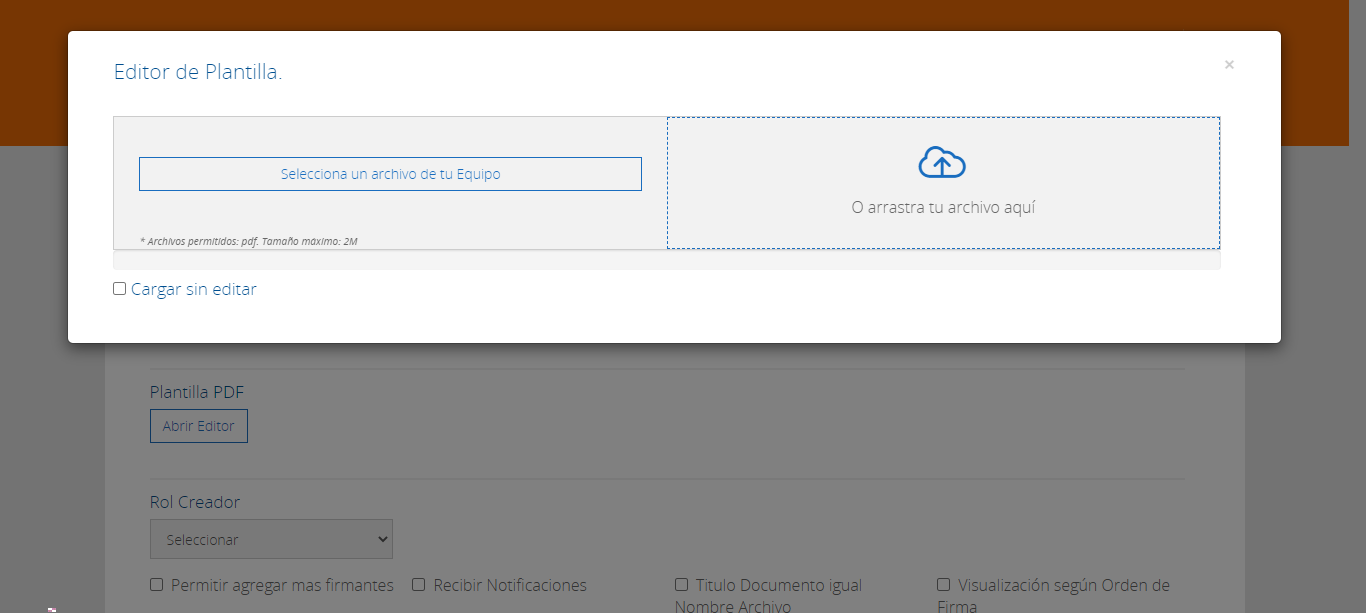 Editor de Plantilla.
×
Selecciona un archivo de tu Equipo
O arrastra tu archivo aquí
* Archivos permitidos: pdf. Tamaño máximo: 2M
Cargar sin editar
Plantilla PDF
Abrir Editor
Rol Creador
Seleccionar
Permitir agregar mas firmantes
Recibir Notificaciones
Titulo Documento igual
Nombre Archivo
Visualización según Orden de
Firma